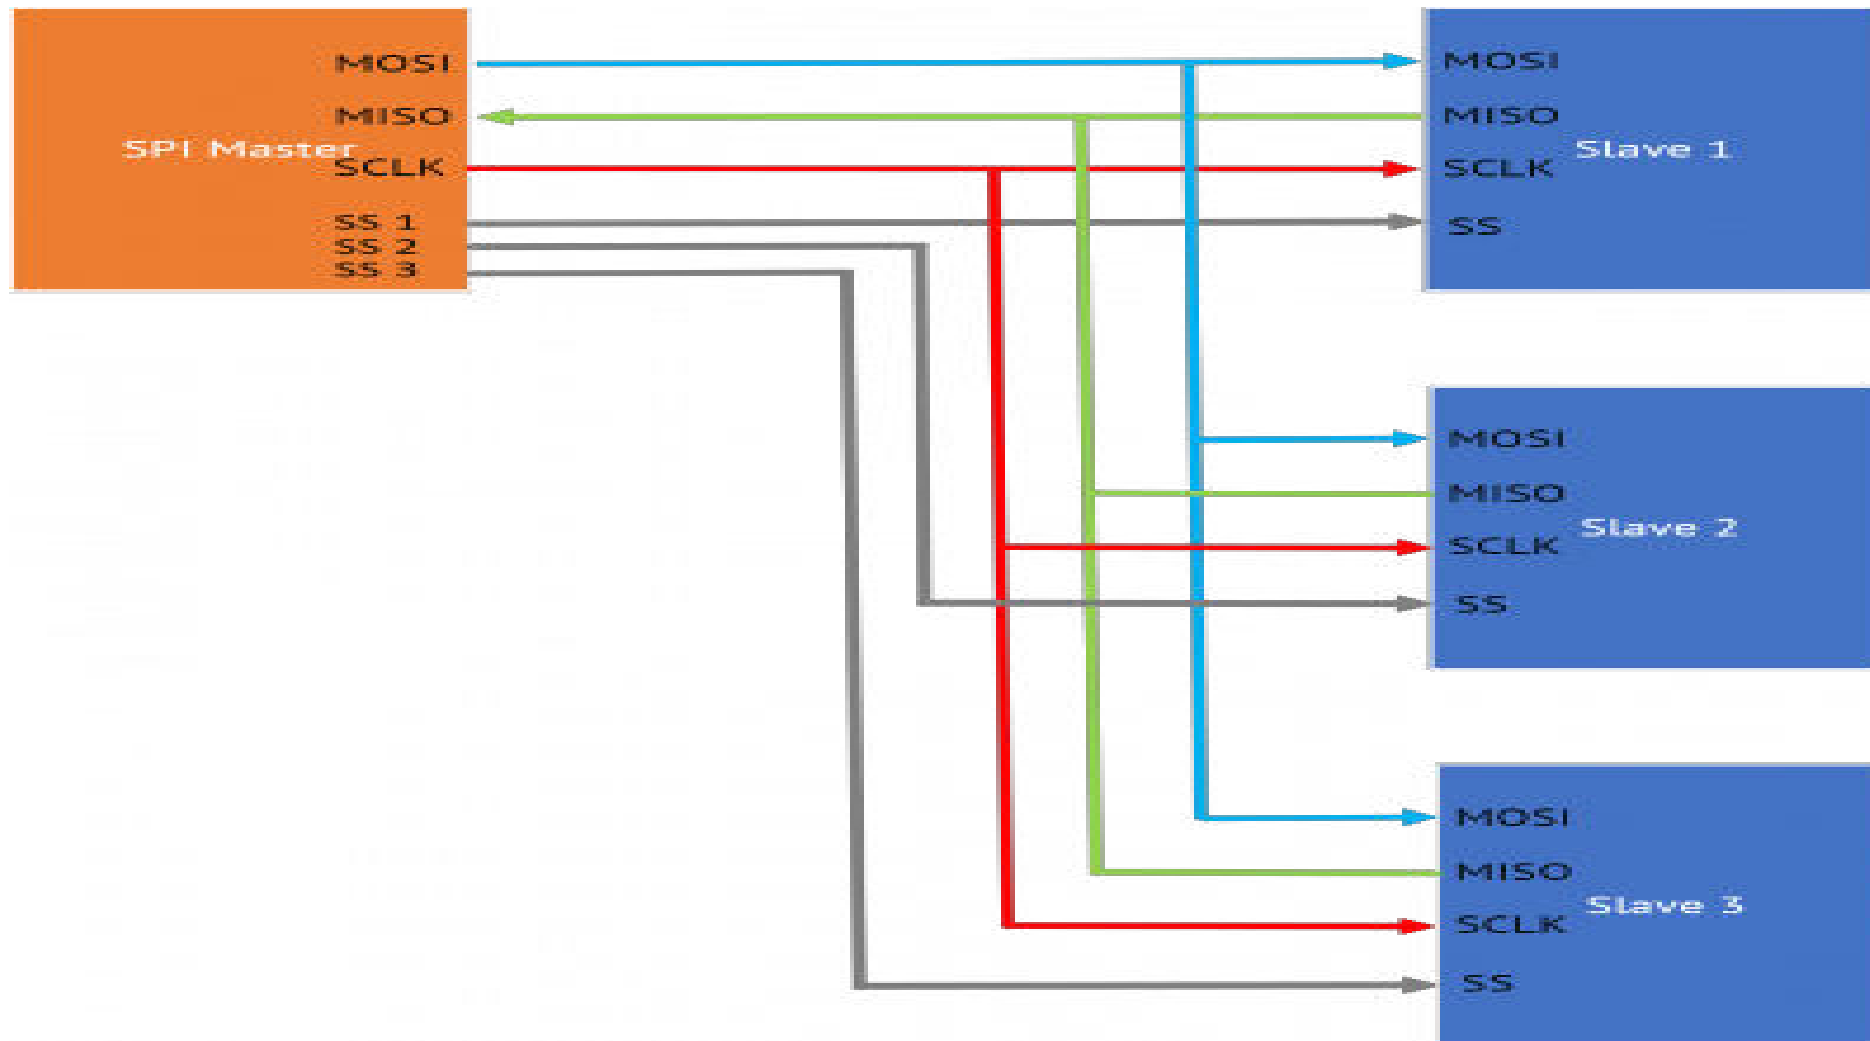 MOSI
MISO
SPI Master
SCLK
SS 1
SS 2
SS 3
MOSI
MISO
Slave 1
SCLK
SS
MOSI
MISO
Slave 2
SCLK
SS
MOSI
MISO
Slave 3
SCLK
SS